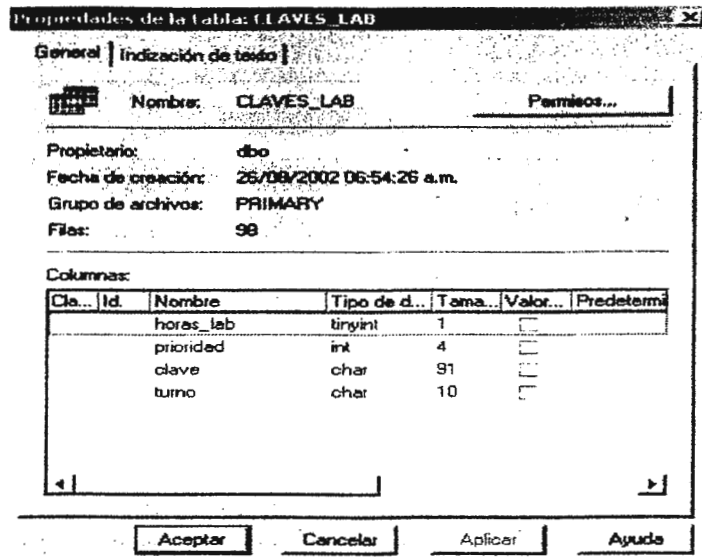 Propiedades de la tabla: CLAVES_LAB
General Indización de texto
Nombre: CLAVES_LAB Permisos...
Propietario: dbo
Fecha de creación: 26/08/2002 06:54:26 a.m.
Grupo de archivos: PRIMARY
Filas: 98
Columnas:
Cla... Id. Nombre Tipo de d... Tama... Valor... Predetermi
horas_lab tinyint 1
prioridad int 4
clave char 91
turno char 10
Aceptar Cancelar Aplicar Ayuda